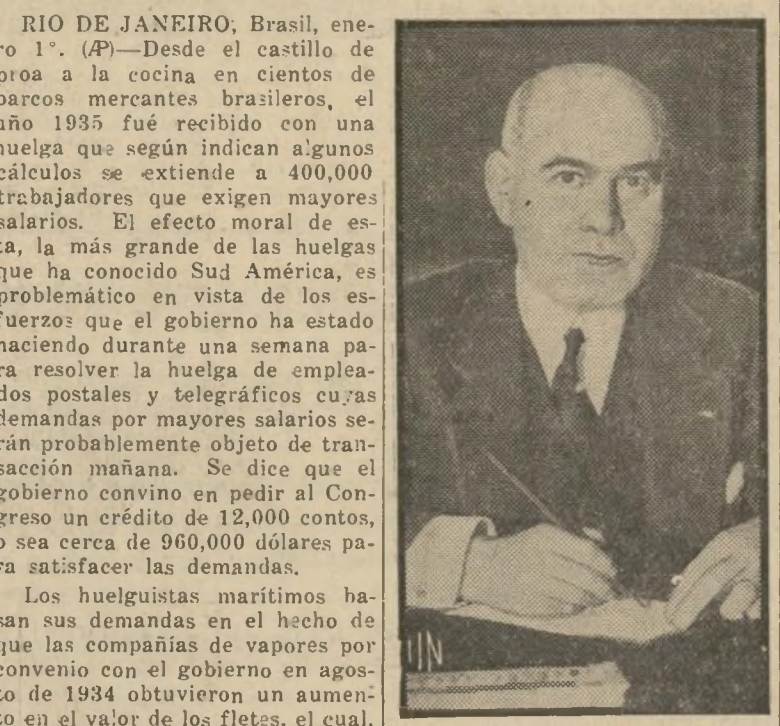 RIO DE JANEIRO, Brasil, ene-
ro 1°. (AP)—Desde el castillo de
proa a la cocina en cientos de
barcos mercantes brasileros, el
año 1935 fué recibido con una
huelga que según indican algunos
cálculos se extiende a 400,000
trabajadores que exigen mayores
salarios. El efecto moral de es-
ta, la más grande de las huelgas
que ha conocido Sud América, es
problemático en vista de los es-
fuerzos que el gobierno ha estado
haciendo durante una semana pa-
ra resolver la huelga de emplea-
dos postales y telegráficos cuyas
demandas por mayores salarios se-
rán probablemente objeto de tran-
sacción mañana. Se dice que el
gobierno convino en pedir al Con-
greso un crédito de 12,000 contos,
o sea cerca de 960,000 dólares pa-
ra satisfacer las demandas.
Los huelguistas marítimos ba-
san sus demandas en el hecho de
que las compañías de vapores por
convenio con el gobierno en agos-
to de 1934 obtuvieron un aumen-
to en el valor de los fletes, el cual,